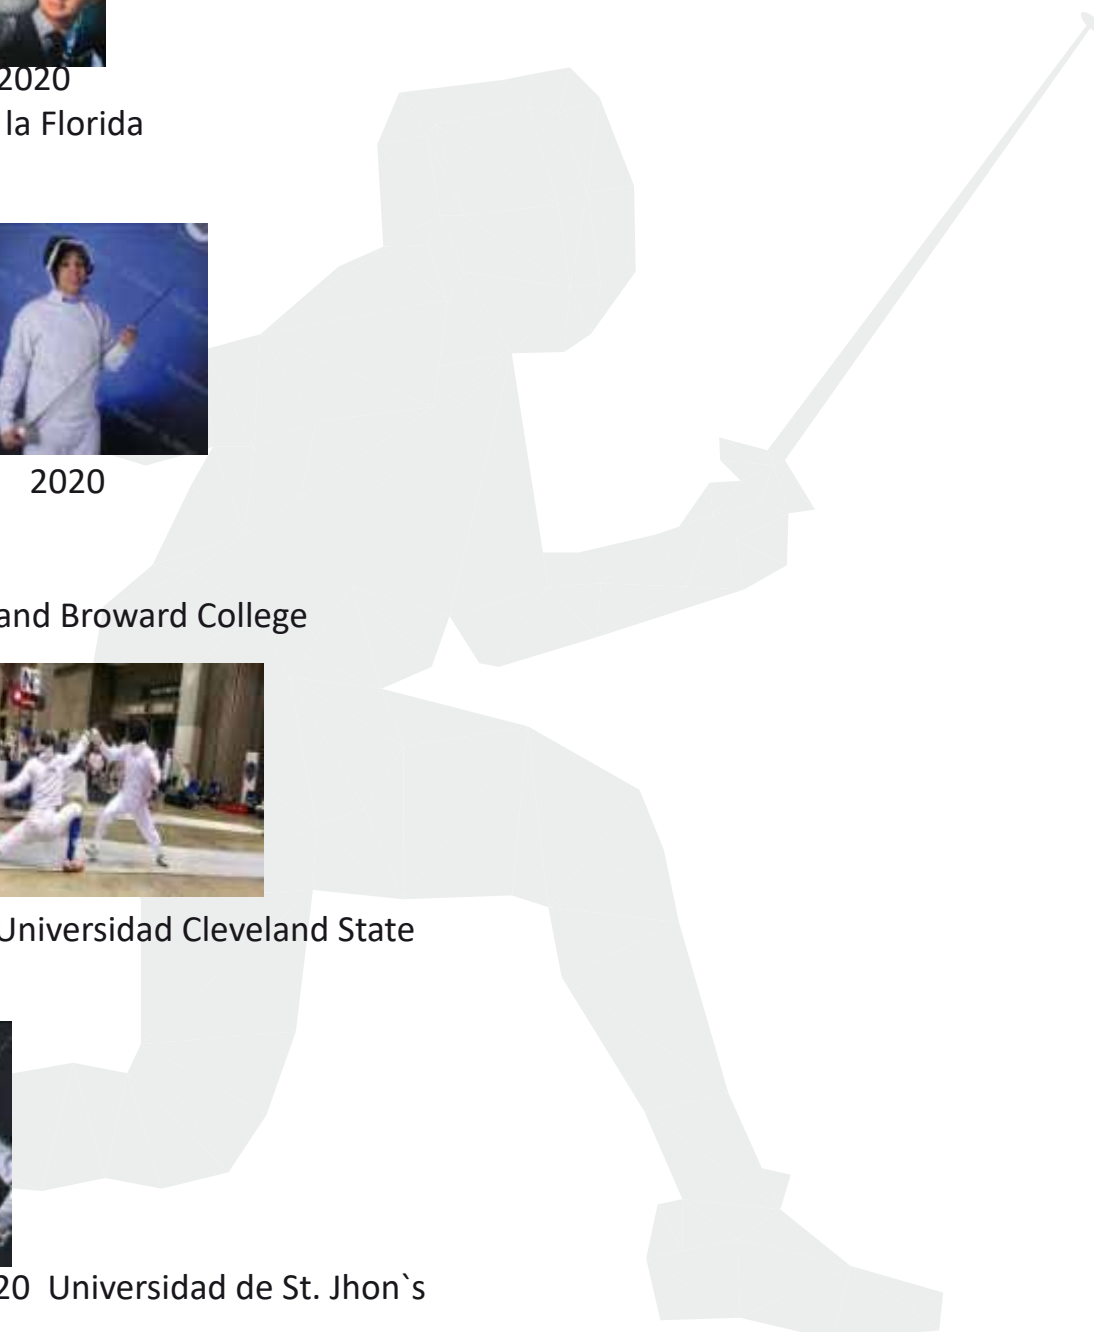 2020
la Florida
2020
and Broward College
Universidad Cleveland State
20 Universidad de St. Jhon`s